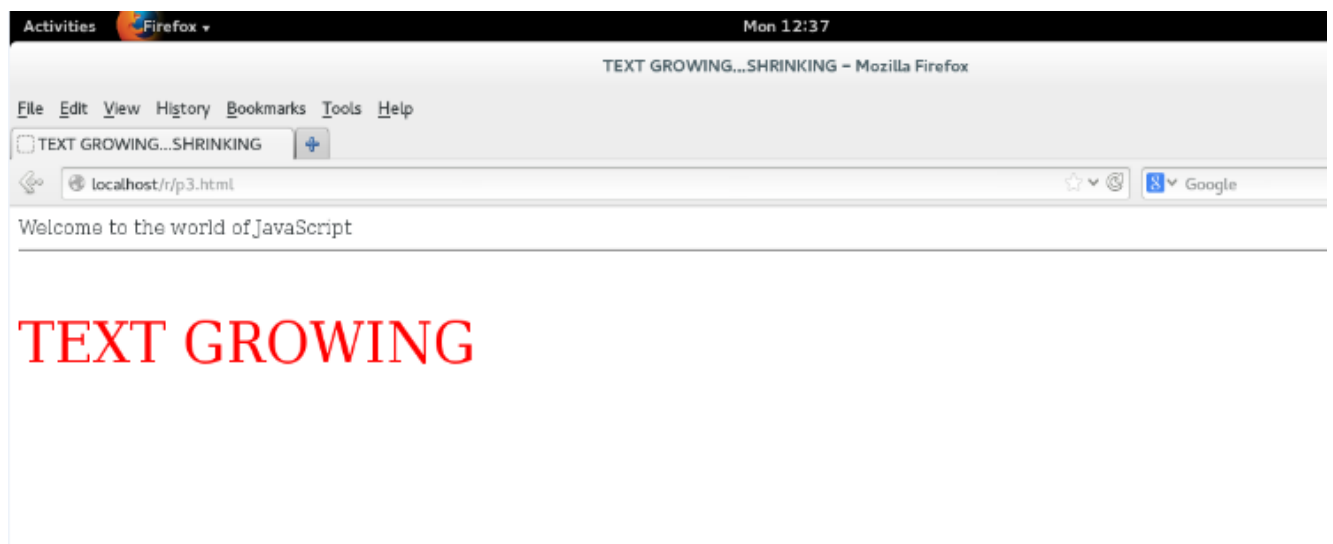 Activities Firefox Mon 12:37
TEXT GROWING...SHRINKING - Mozilla Firefox
File Edit View History Bookmarks Tools Help
TEXT GROWING...SHRINKING
localhost/r/p3.html 8 Google
Welcome to the world of JavaScript
TEXT GROWING